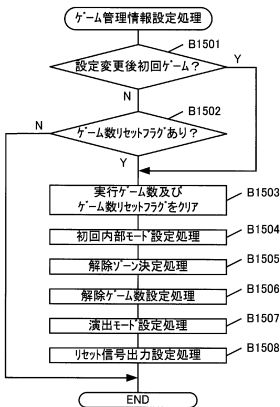 ゲーム管理情報設定処理
B1501
設定変更後初回ゲーム？
Y
N
B1502
N
ゲーム数リセットフラグあり？
Y
実行ゲーム数及び
ゲーム数リセットフラグをクリア
B1503
初回内部モード設定処理
B1504
解除ゾーン決定処理
B1505
解除ゲーム数設定処理
B1506
演出モード設定処理
B1507
リセット信号出力設定処理
B1508
END